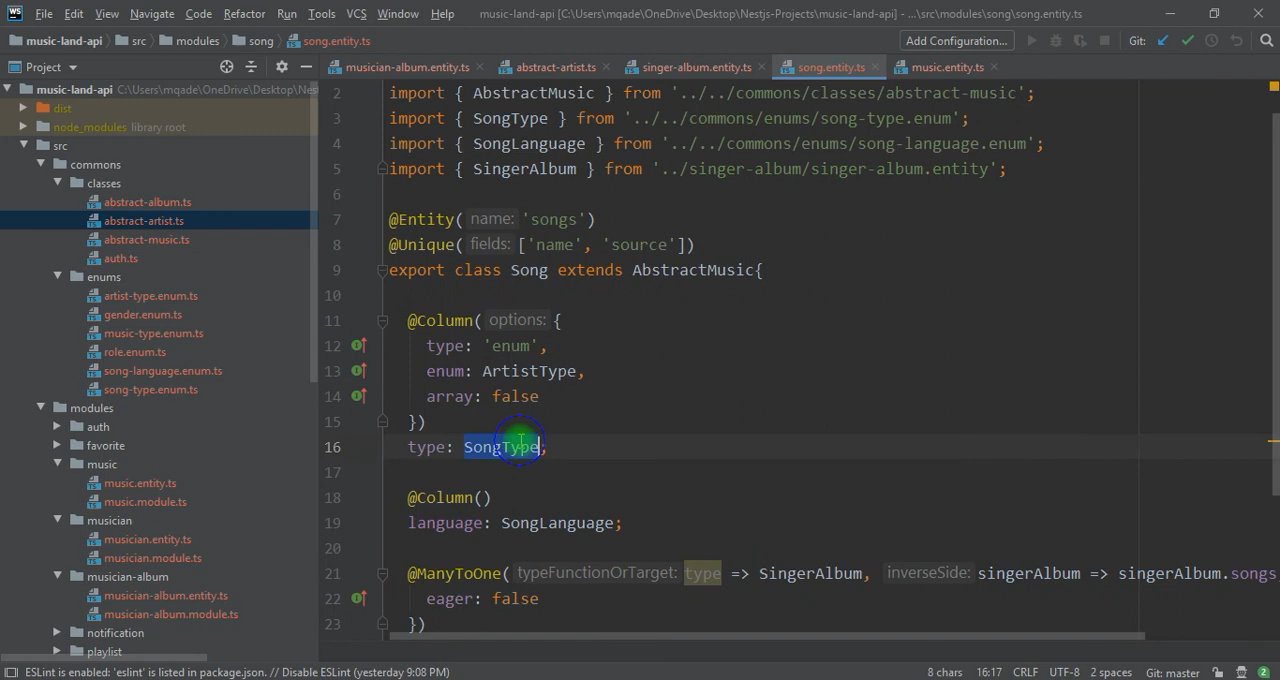 WS File Edit View Navigate Code Refactor Run Tools VCS Window Help music-land-api [C:\Users\mqade\OneDrive\Desktop\Nestjs-Projects\music-land-api] - ...\src\modules\song\song.entity.ts
music-land-api src modules song song.entity.ts Add Configuration... Git:
Project musician-album.entity.ts abstract-artist.ts singer-album.entity.ts song.entity.ts music.entity.ts
music-land-api C:\Users\mqade\OneDrive\Desktop\Nest
dist
node_modules library root
src
commons
classes
abstract-album.ts
abstract-artist.ts
abstract-music.ts
auth.ts
enums
artist-type.enum.ts
gender.enum.ts
music-type.enum.ts
role.enum.ts
song-language.enum.ts
song-type.enum.ts
modules
auth
favorite
music
music.entity.ts
music.module.ts
musician
musician.entity.ts
musician.module.ts
musician-album
musician-album.entity.ts
musician-album.module.ts
notification
playlist
2 import { AbstractMusic } from '../../commons/classes/abstract-music';
3 import { SongType } from '../../commons/enums/song-type.enum';
4 import { SongLanguage } from '../../commons/enums/song-language.enum';
5 import { SingerAlbum } from '../singer-album/singer-album.entity';
6
7 @Entity( name: 'songs')
8 @Unique( fields: ['name', 'source'])
9 export class Song extends AbstractMusic{
10
11 @Column( options: {
12 type: 'enum',
13 enum: ArtistType,
14 array: false
15 })
16 type: SongType;
17
18 @Column()
19 language: SongLanguage;
20
21 @ManyToOne( typeFunctionOrTarget: type => SingerAlbum, inverseSide: singerAlbum => singerAlbum.songs
22 eager: false
23 })
ESLint is enabled: 'eslint' is listed in package.json. // Disable ESLint (yesterday 9:08 PM) 8 chars 16:17 CRLF UTF-8 2 spaces Git: master 2